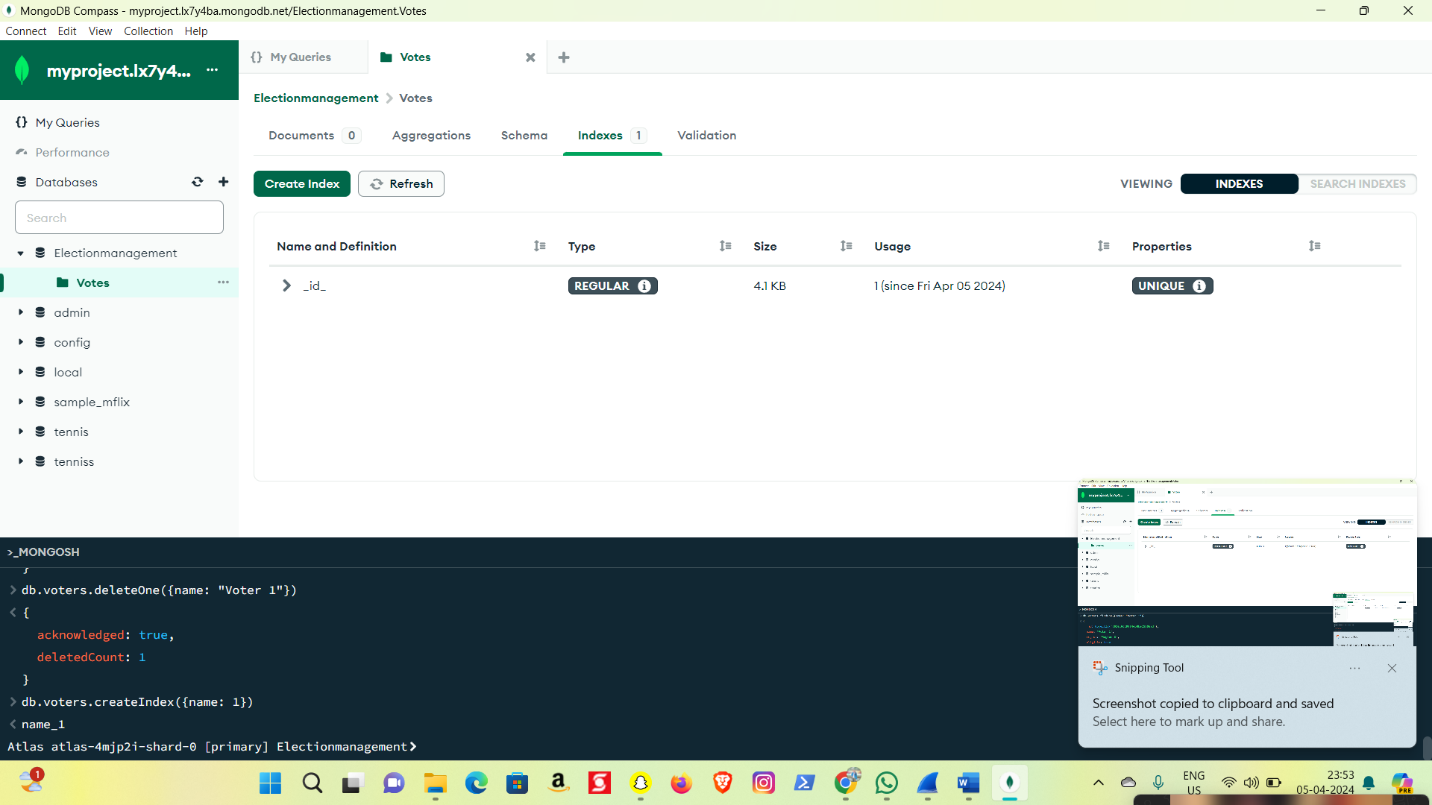 MongoDB Compass - myproject.lx7y4ba.mongodb.net/Electionmanagement.Votes
Connect Edit View Collection Help
myproject.lx7y4... ...
{} My Queries
Votes
Electionmanagement > Votes
{} My Queries
Performance
Databases
Search
Electionmanagement
Votes ...
admin
config
local
sample_mflix
tennis
tenniss
Documents 0 Aggregations Schema Indexes 1 Validation
Create Index Refresh
VIEWING INDEXES SEARCH INDEXES
Name and Definition Type Size Usage Properties
_id_ REGULAR 4.1 KB 1 (since Fri Apr 05 2024) UNIQUE
>_MONGOSH
}
> db.voters.deleteOne({name: "Voter 1"})
< {
acknowledged: true,
deletedCount: 1
}
> db.voters.createIndex({name: 1})
< name_1
Atlas atlas-4mjp2i-shard-0 [primary] Electionmanagement>
Snipping Tool ...
Screenshot copied to clipboard and saved
Select here to mark up and share.
1
ENG
US
23:53
05-04-2024
PRE